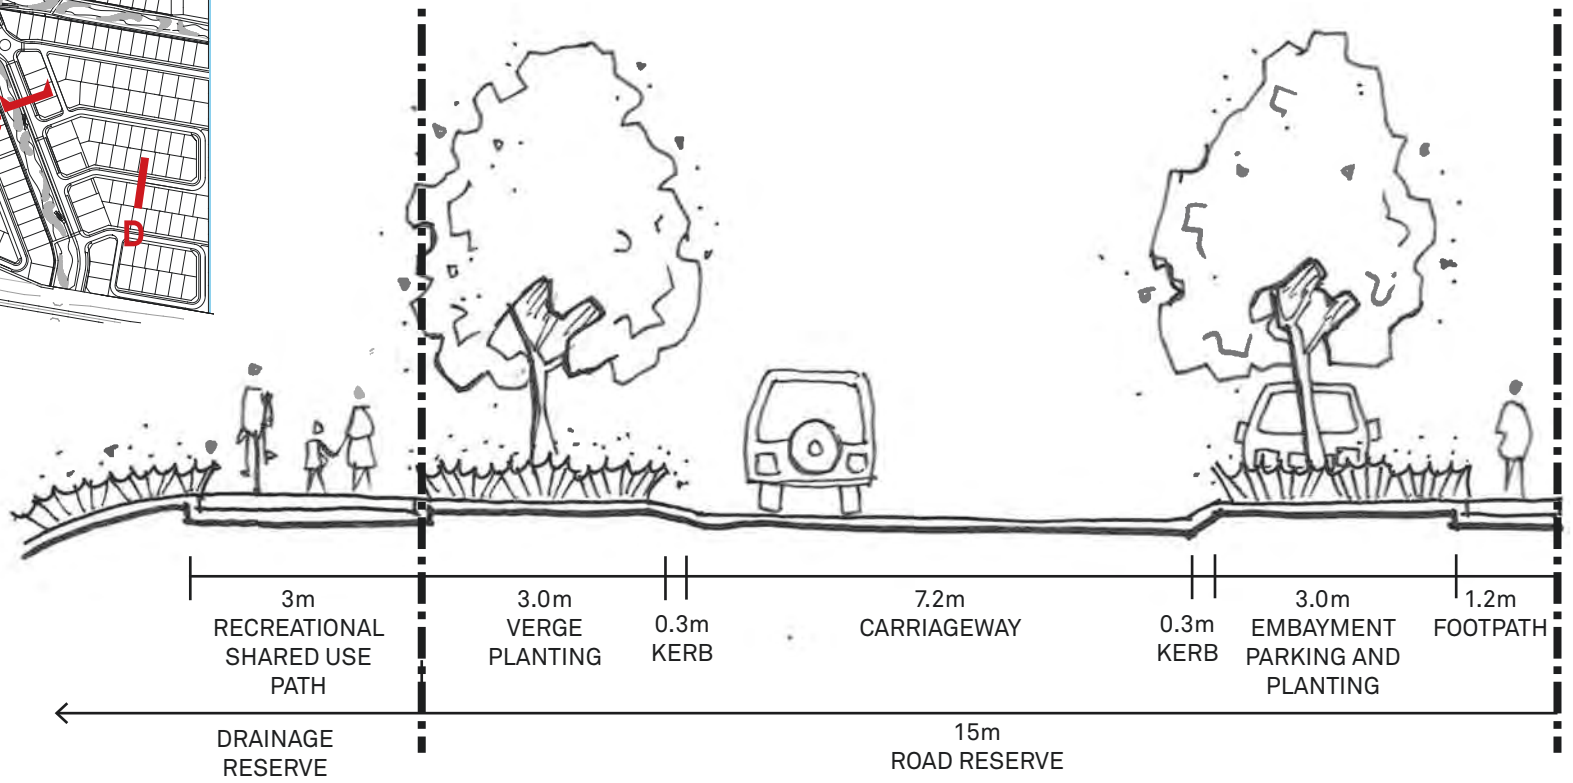 D
3m
RECREATIONAL
SHARED USE
PATH
3.0m
VERGE
PLANTING
0.3m
KERB
7.2m
CARRIAGEWAY
0.3m
KERB
3.0m
EMBAYMENT
PARKING AND
PLANTING
1.2m
FOOTPATH
DRAINAGE
RESERVE
15m
ROAD RESERVE